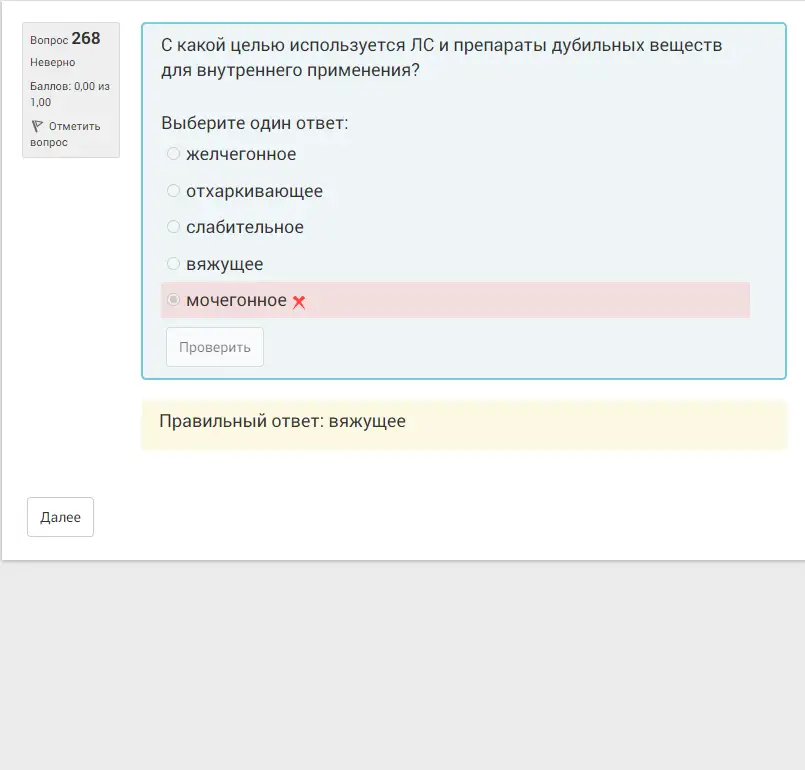 Вопрос 268
Неверно
Баллов: 0,00 из
1,00
Отметить
вопрос
С какой целью используется ЛС и препараты дубильных веществ
для внутреннего применения?
Выберите один ответ:
желчегонное
отхаркивающее
слабительное
вяжущее
мочегонное
Проверить
Правильный ответ: вяжущее
Далее